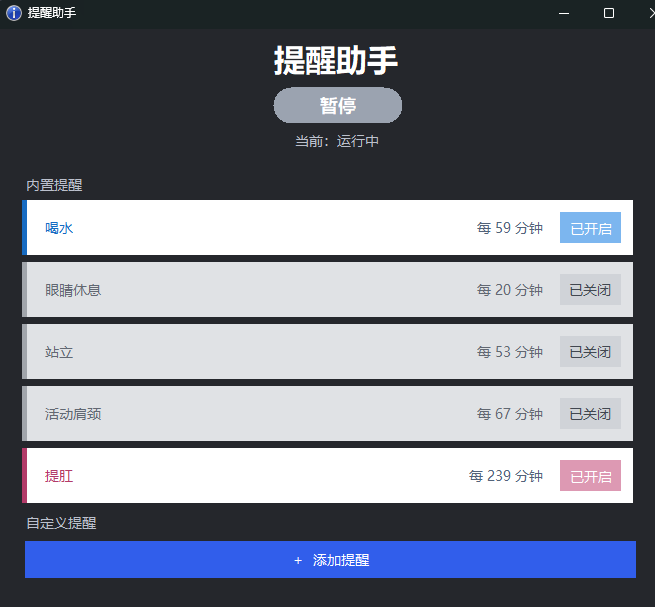 提醒助手
提醒助手
暂停
当前：运行中
内置提醒
喝水 每 59 分钟 已开启
眼睛休息 每 20 分钟 已关闭
站立 每 53 分钟 已关闭
活动肩颈 每 67 分钟 已关闭
提肛 每 239 分钟 已开启
自定义提醒
+ 添加提醒